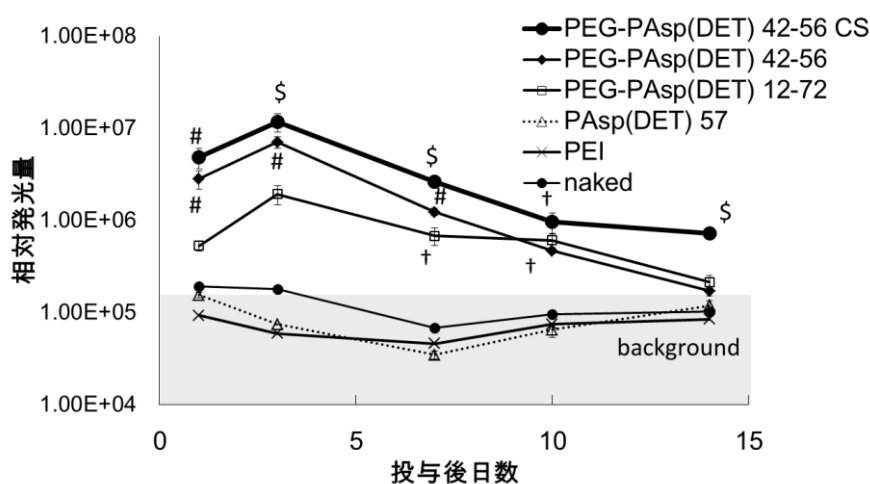 PEG-PAsp(DET) 42-56 CS
PEG-PAsp(DET) 42-56
PEG-PAsp(DET) 12-72
PAsp(DET) 57
PEI
naked
相対発光量
1.00E+08
1.00E+07
1.00E+06
1.00E+05
1.00E+04
#
#
$
#
$
#
†
†
†
$
background
0
5
10
15
投与後日数